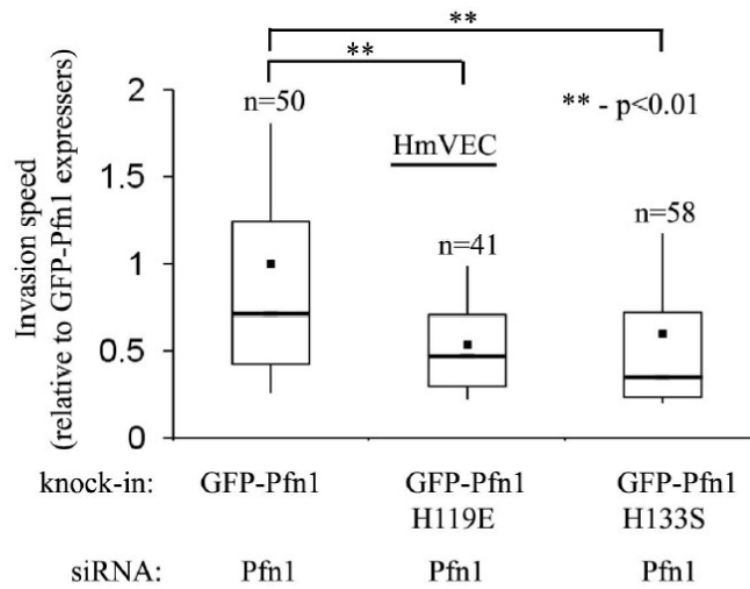 **
**
2
n=50
** - p<0.01
HmVEC
1.5
n=58
n=41
1
0.5
0
Invasion speed
(relative to GFP-Pfn1 expressers)
knock-in: GFP-Pfn1 GFP-Pfn1 GFP-Pfn1
H119E H133S
siRNA: Pfn1 Pfn1 Pfn1